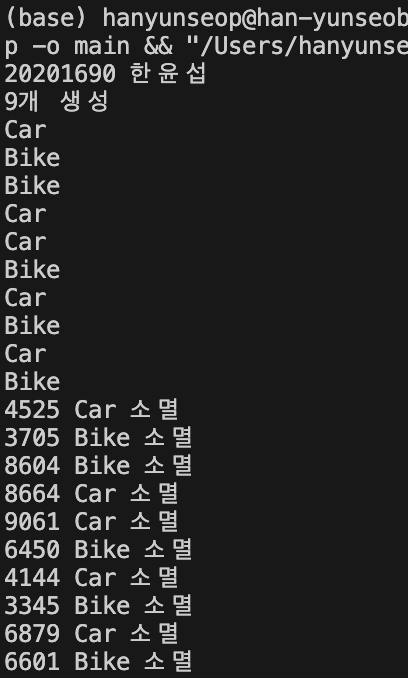 (base) hanyunseop@han-yunseob
p -o main && "/Users/hanyunse
20201690 한윤섭
9개 생성
Car
Bike
Bike
Car
Car
Bike
Car
Bike
Car
Bike
4525 Car 소멸
3705 Bike 소멸
8604 Bike 소멸
8664 Car 소멸
9061 Car 소멸
6450 Bike 소멸
4144 Car 소멸
3345 Bike 소멸
6879 Car 소멸
6601 Bike 소멸